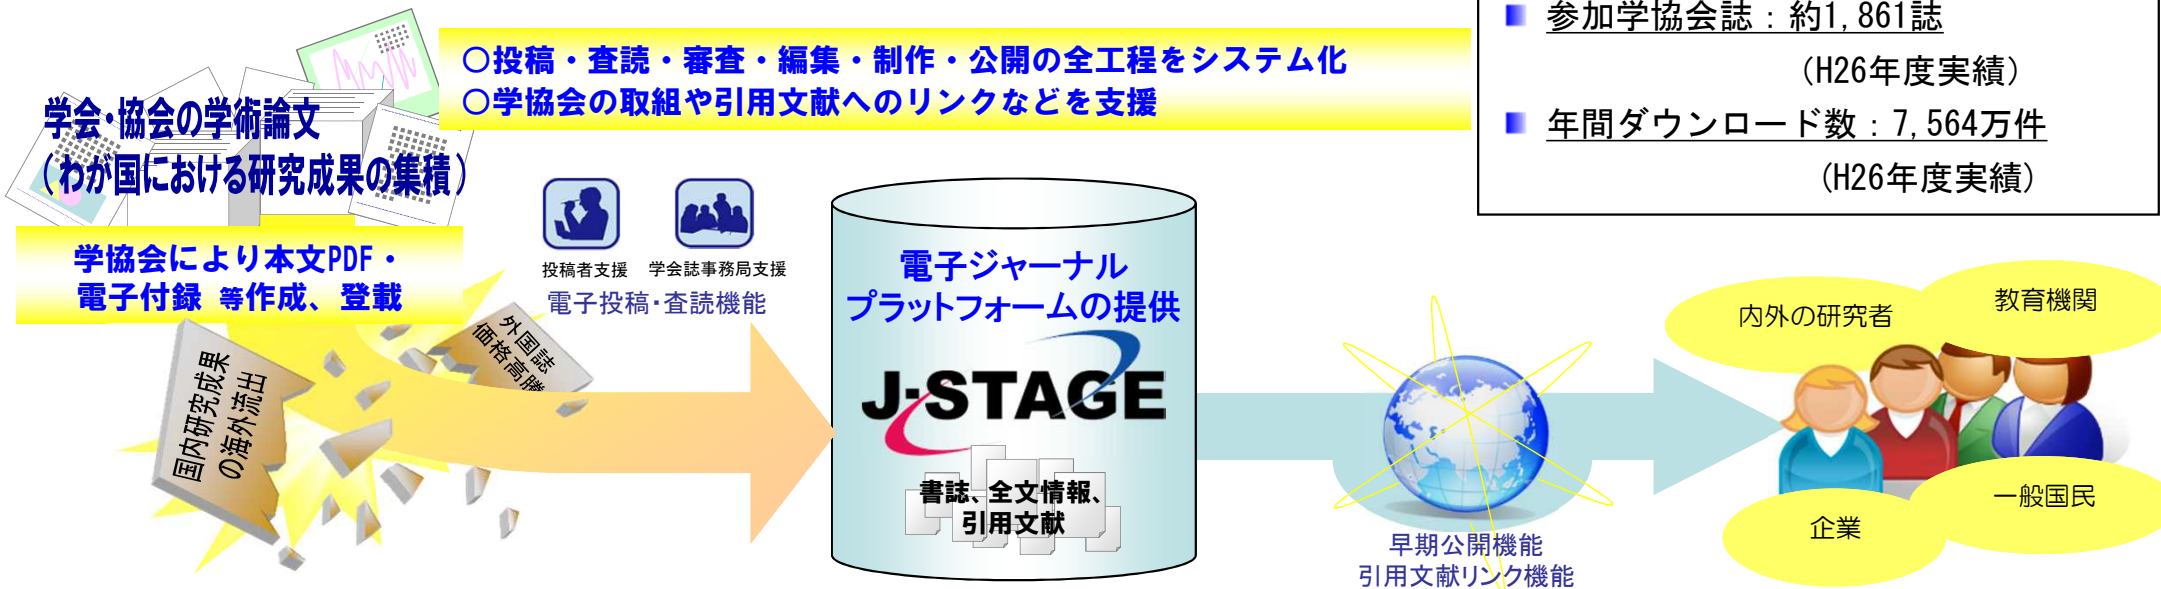 ○投稿・査読・審査・編集・制作・公開の全工程をシステム化
○学協会の取組や引用文献へのリンクなどを支援
参加学協会誌：約1,861誌
（H26年度実績）
年間ダウンロード数：7,564万件
（H26年度実績）
学会・協会の学術論文
（わが国における研究成果の集積）
学協会により本文PDF・
電子付録 等作成、登載
投稿者支援
学会誌事務局支援
電子投稿・査読機能
国内研究成果
の海外流出
外国誌
価格高騰
電子ジャーナル
プラットフォームの提供
J-STAGE
書誌、全文情報、
引用文献
早期公開機能
引用文献リンク機能
内外の研究者
教育機関
企業
一般国民